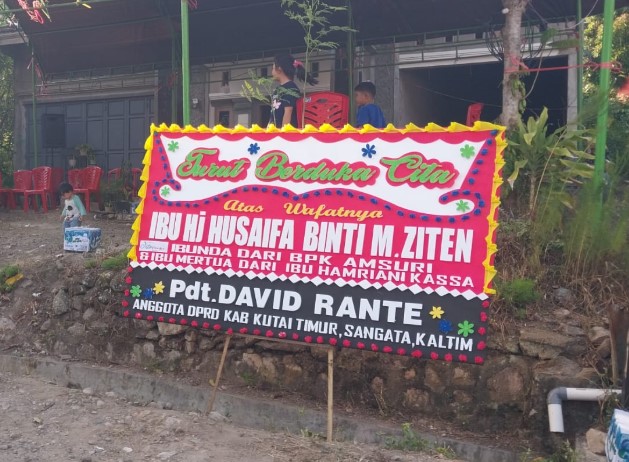 Turut Berduka Cita
Atas Wafatnya
IBU Hj HUSAIFA BINTI M.ZITEN
IBUNDA DARI BPK AMSURI
& IBU MERTUA DARI IBU HAMRIANI KASSA
Pdt.DAVID RANTE
ANGGOTA DPRD KAB KUTAI TIMUR, SANGATA, KALTIM